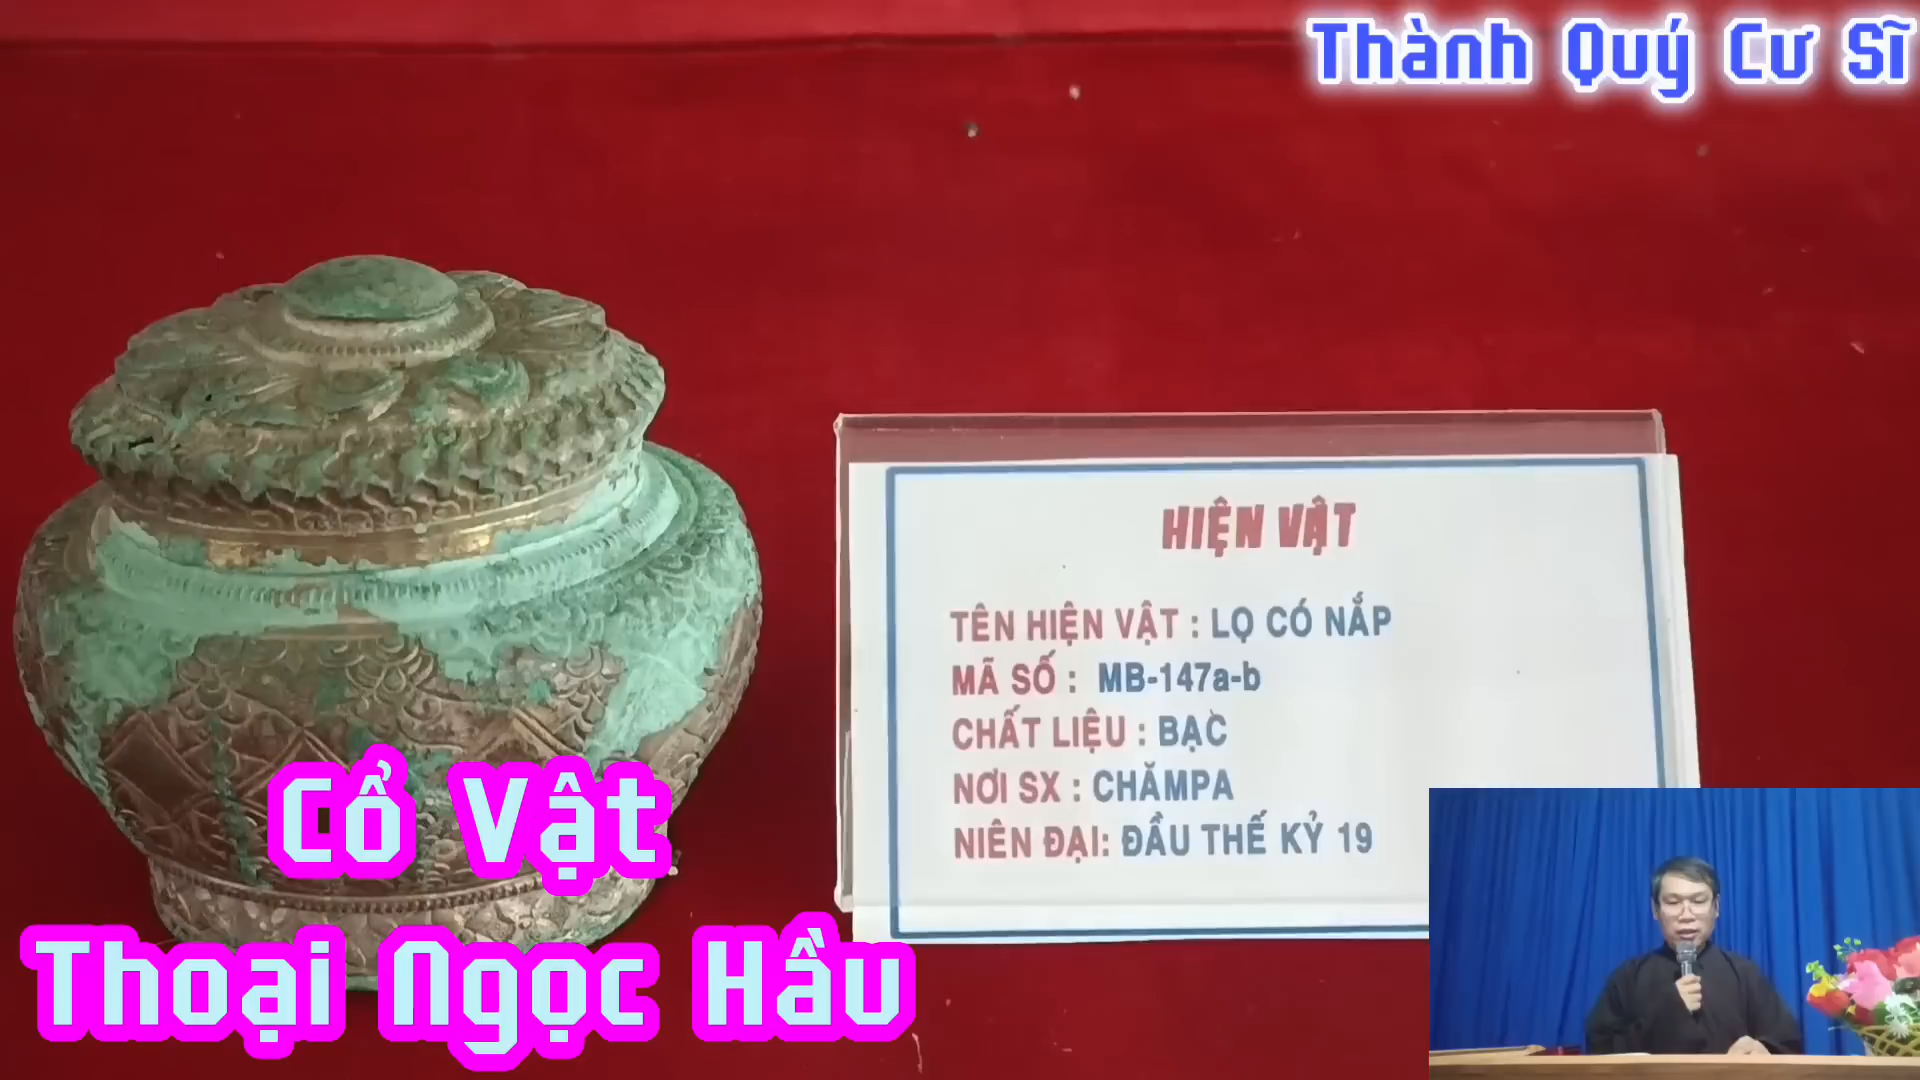 Thành Quý Cư Sĩ
HIỆN VẬT
TÊN HIỆN VẬT : LỌ CÓ NẮP
MÃ SỐ : MB-147a-b
CHẤT LIỆU : BẠC
NƠI SX : CHĂMPA
NIÊN ĐẠI: ĐẦU THẾ KỶ 19
Cổ Vật
Thoại Ngọc Hầu